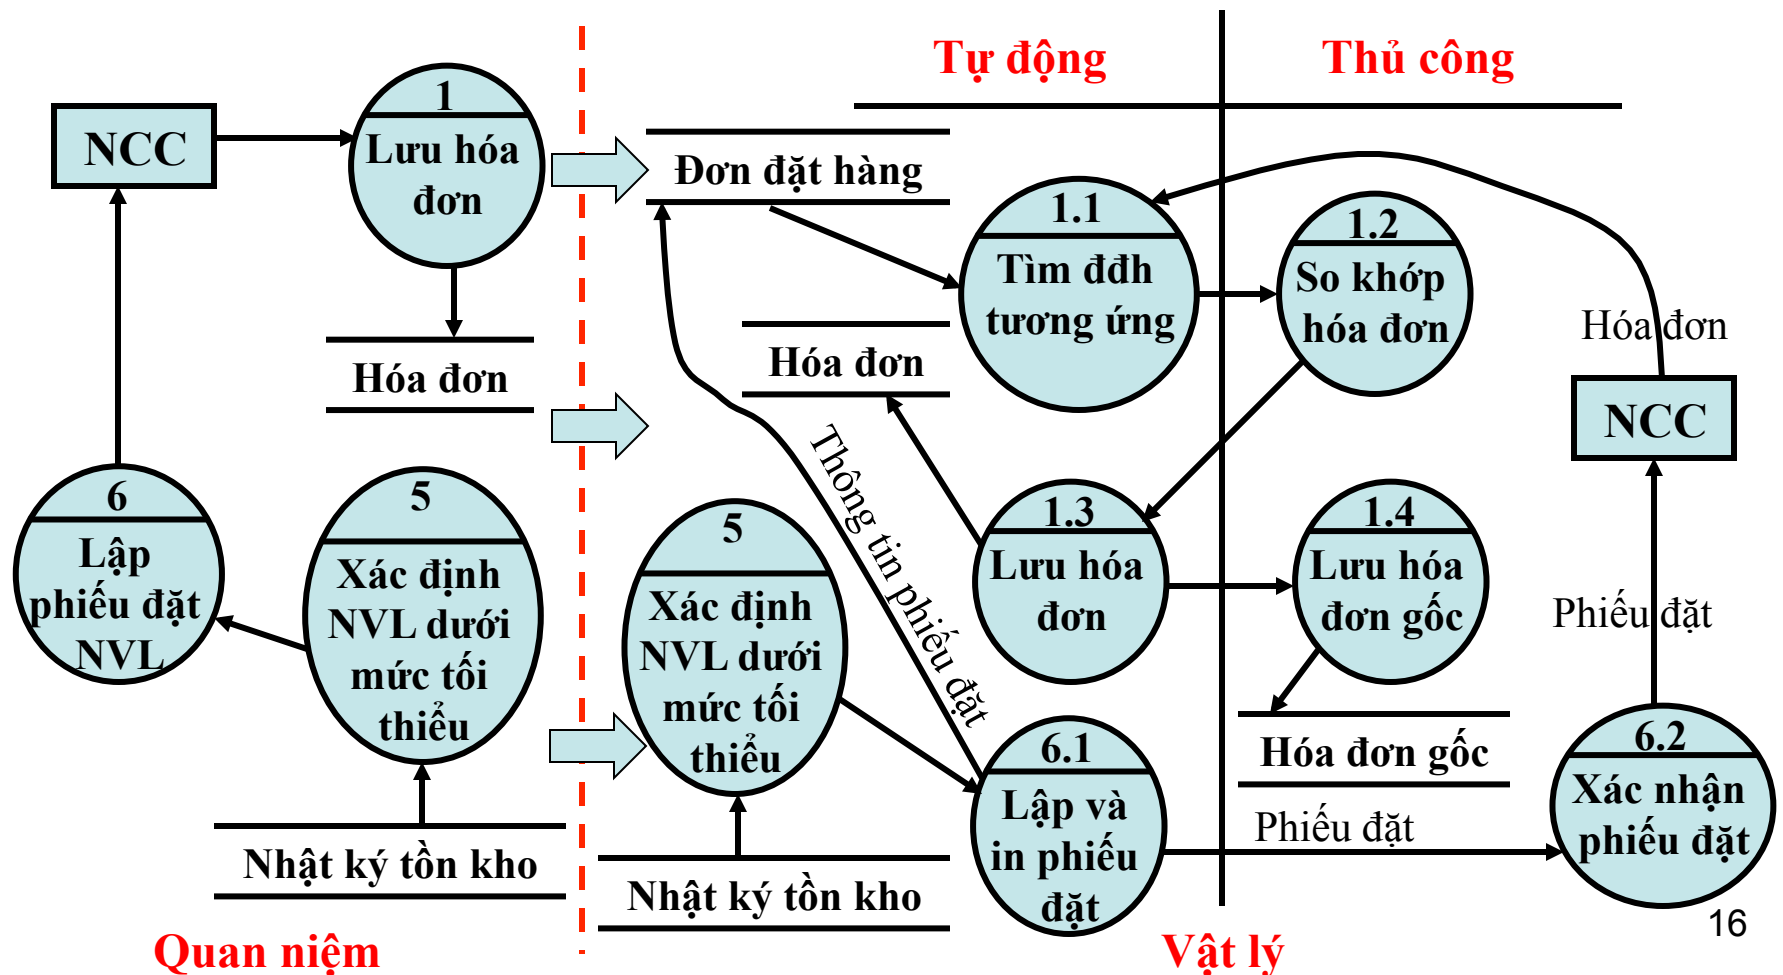 Tự động
Thủ công
NCC
1
Lưu hóa
đơn
Hóa đơn
6
Lập
phiếu đặt
NVL
5
Xác định
NVL dưới
mức tối
thiểu
Nhật ký tồn kho
Quan niệm
Đơn đặt hàng
1.1
Tìm đđh
tương ứng
1.2
So khớp
hóa đơn
Hóa đơn
NCC
Hóa đơn
Thông tin phiếu đặt
5
Xác định
NVL dưới
mức tối
thiểu
1.3
Lưu hóa
đơn
1.4
Lưu hóa
đơn gốc
Phiếu đặt
Hóa đơn gốc
6.1
Lập và
in phiếu
đặt
Phiếu đặt
6.2
Xác nhận
phiếu đặt
Nhật ký tồn kho
Vật lý
16